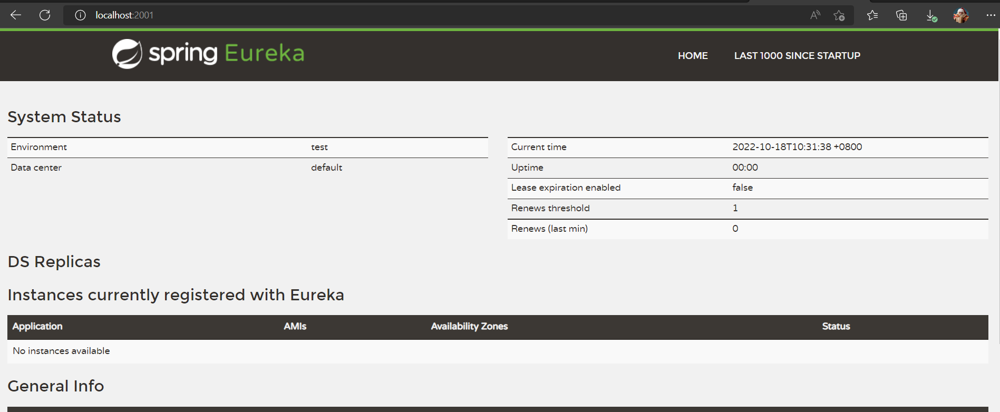 localhost:2001
spring Eureka
HOME LAST 1000 SINCE STARTUP
System Status
Environment test
Data center default
Current time 2022-10-18T10:31:38 +0800
Uptime 00:00
Lease expiration enabled false
Renews threshold 1
Renews (last min) 0
DS Replicas
Instances currently registered with Eureka
Application AMIs Availability Zones Status
No instances available
General Info